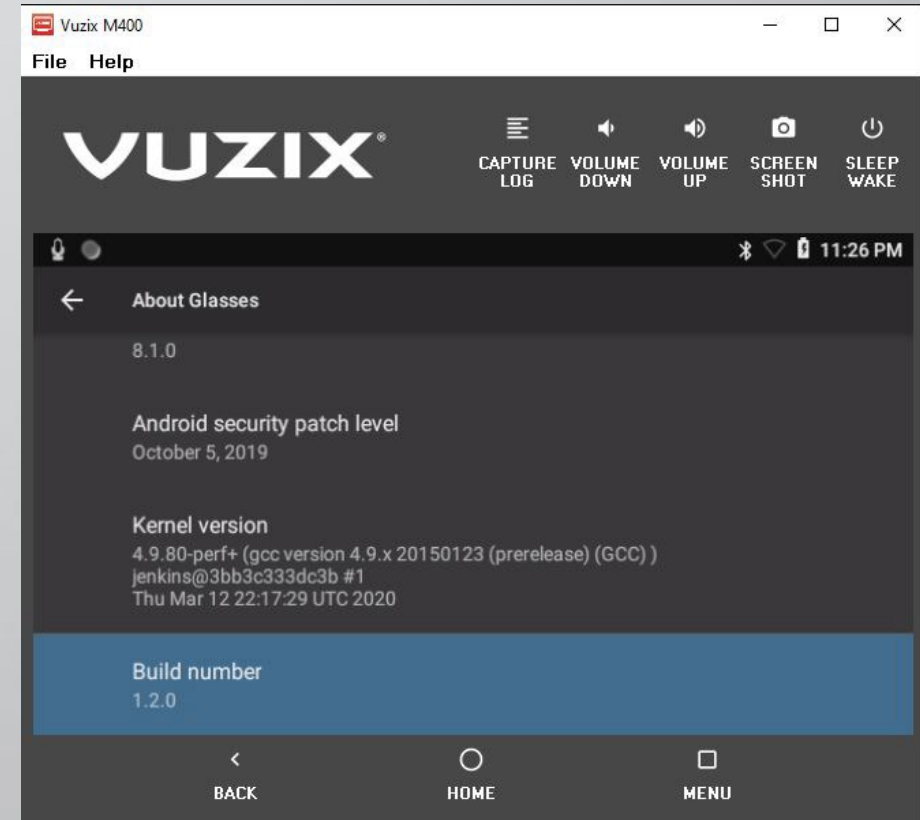 Vuzix M400
File Help
VUZIX®
CAPTURE LOG
VOLUME DOWN
VOLUME UP
SCREEN SHOT
SLEEP WAKE
11:26 PM
About Glasses
8.1.0
Android security patch level
October 5, 2019
Kernel version
4.9.80-perf+ (gcc version 4.9.x 20150123 (prerelease) (GCC) )
jenkins@3bb3c333dc3b #1
Thu Mar 12 22:17:29 UTC 2020
Build number
1.2.0
BACK HOME MENU